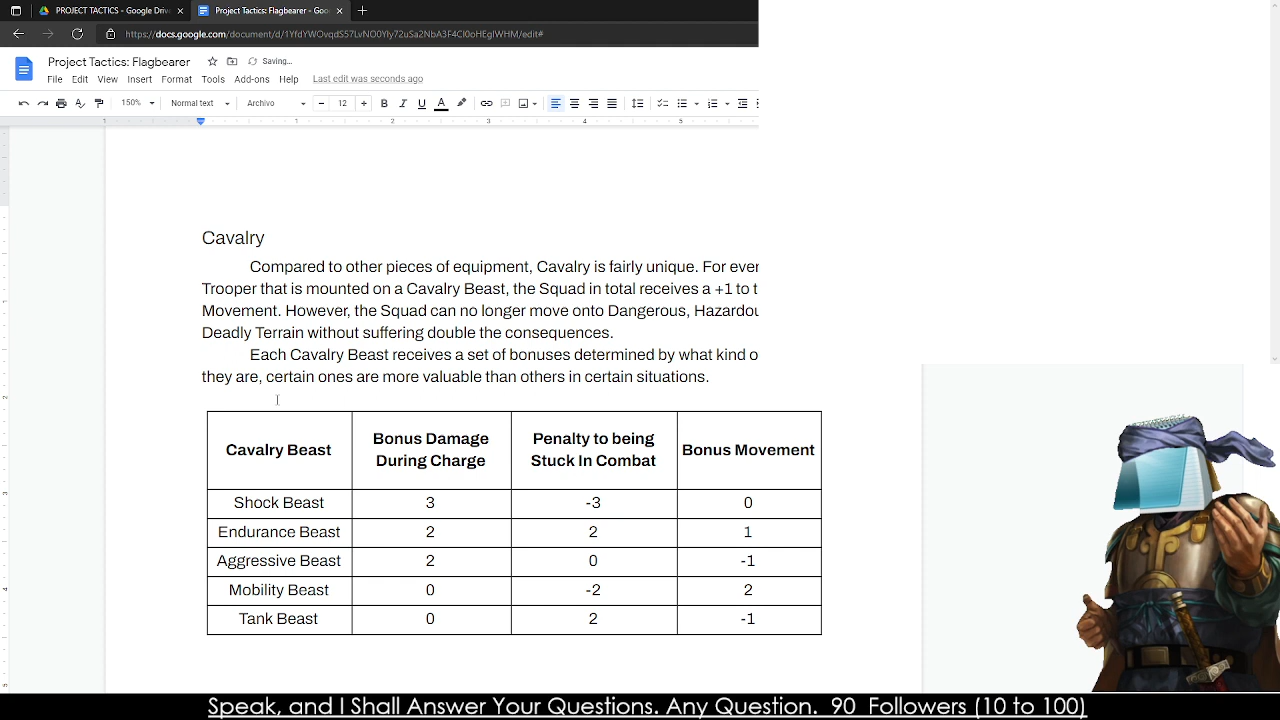 PROJECT TACTICS - Google Driv
Project Tactics: Flagbearer - Goo
https://docs.google.com/document/d/1YfdYWOvqdS57LvNO0Yly72uSa2NbA3F4Cl0oHEgIWHM/edit#
Project Tactics: Flagbearer
Saving...
File Edit View Insert Format Tools Add-ons Help Last edit was seconds ago
150% Normal text Archivo 12 B I U A
1 1 2 3 4 5
Cavalry
Compared to other pieces of equipment, Cavalry is fairly unique. For ever
Trooper that is mounted on a Cavalry Beast, the Squad in total receives a +1 to t
Movement. However, the Squad can no longer move onto Dangerous, Hazardou
Deadly Terrain without suffering double the consequences.
Each Cavalry Beast receives a set of bonuses determined by what kind o
they are, certain ones are more valuable than others in certain situations.
Cavalry Beast Bonus Damage During Charge Penalty to being Stuck In Combat Bonus Movement
Shock Beast 3 -3 0
Endurance Beast 2 2 1
Aggressive Beast 2 0 -1
Mobility Beast 0 -2 2
Tank Beast 0 2 -1
Speak, and I Shall Answer Your Questions. Any Question. 90 Followers (10 to 100)